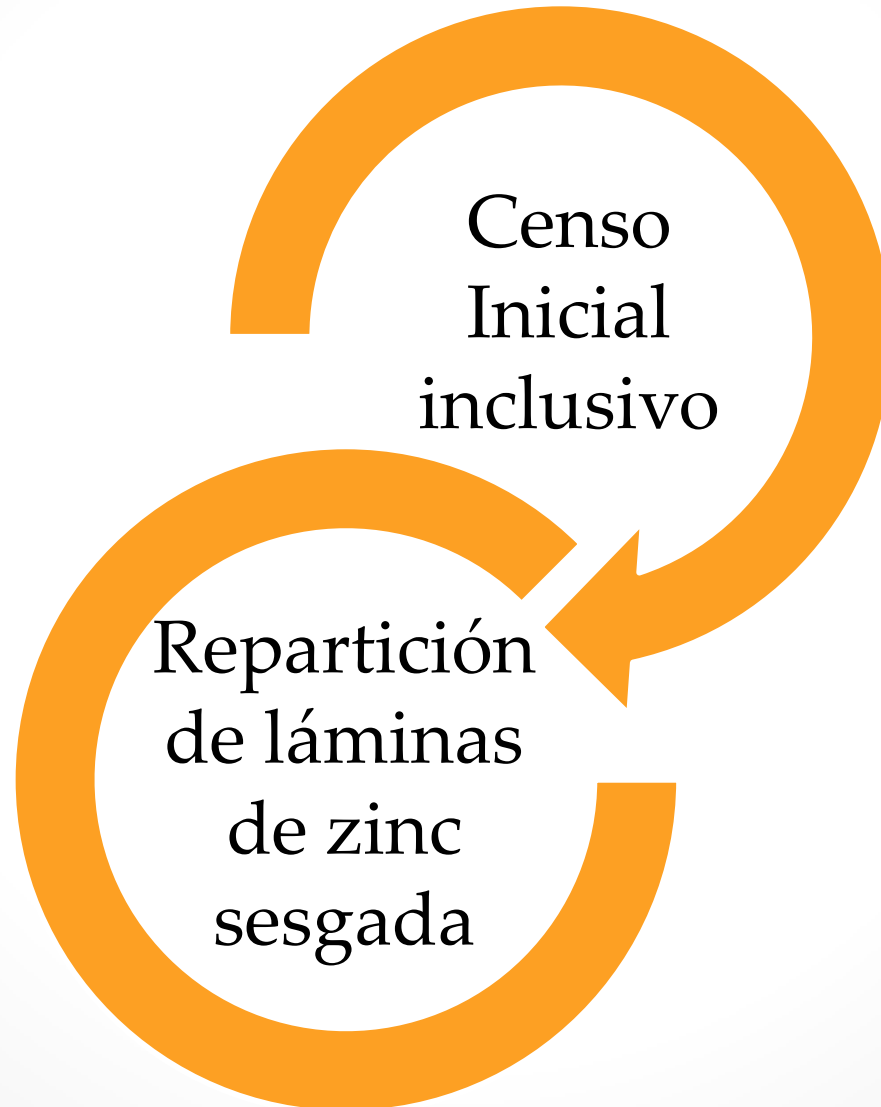 Censo
Inicial
inclusivo
Repartición
de láminas
de zinc
sesgada